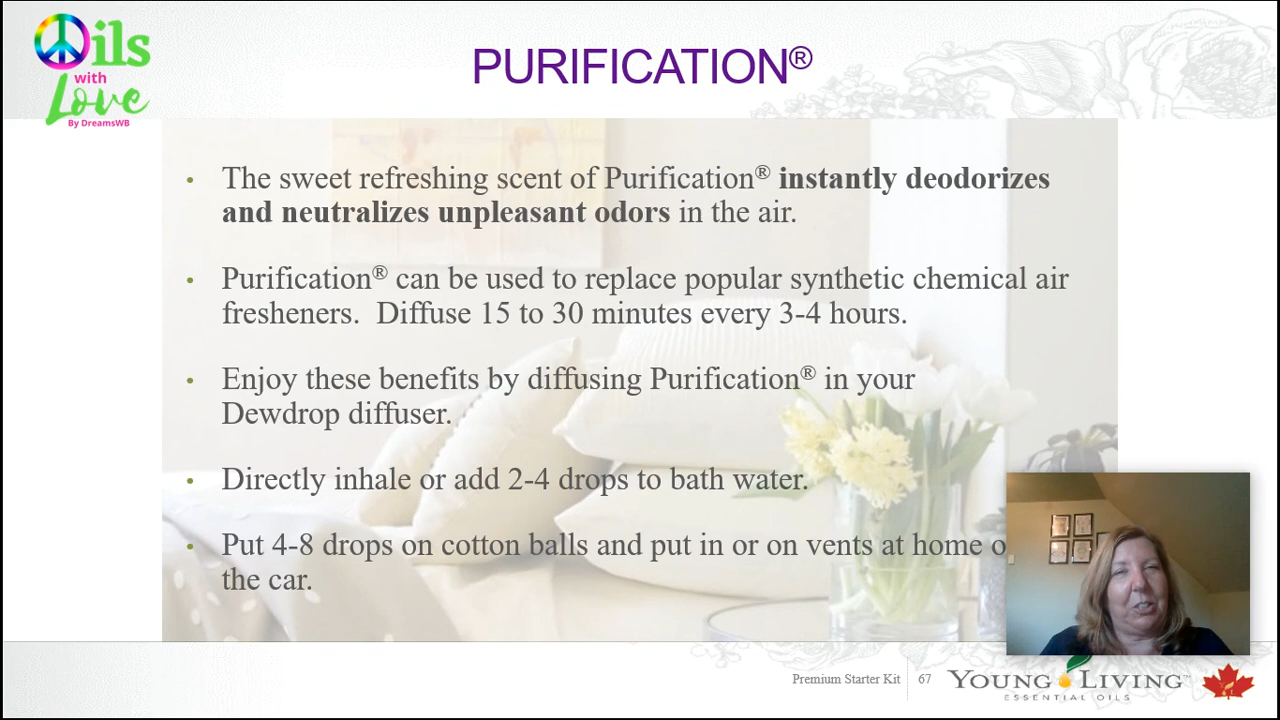 Oils
with
Love
By DreamsWB
PURIFICATION®
• The sweet refreshing scent of Purification® instantly deodorizes
and neutralizes unpleasant odors in the air.
• Purification® can be used to replace popular synthetic chemical air
fresheners. Diffuse 15 to 30 minutes every 3-4 hours.
• Enjoy these benefits by diffusing Purification® in your
Dewdrop diffuser.
• Directly inhale or add 2-4 drops to bath water.
• Put 4-8 drops on cotton balls and put in or on vents at home
the car.
Premium Starter Kit 67
YOUNG LIVING™
ESSENTIAL OILS